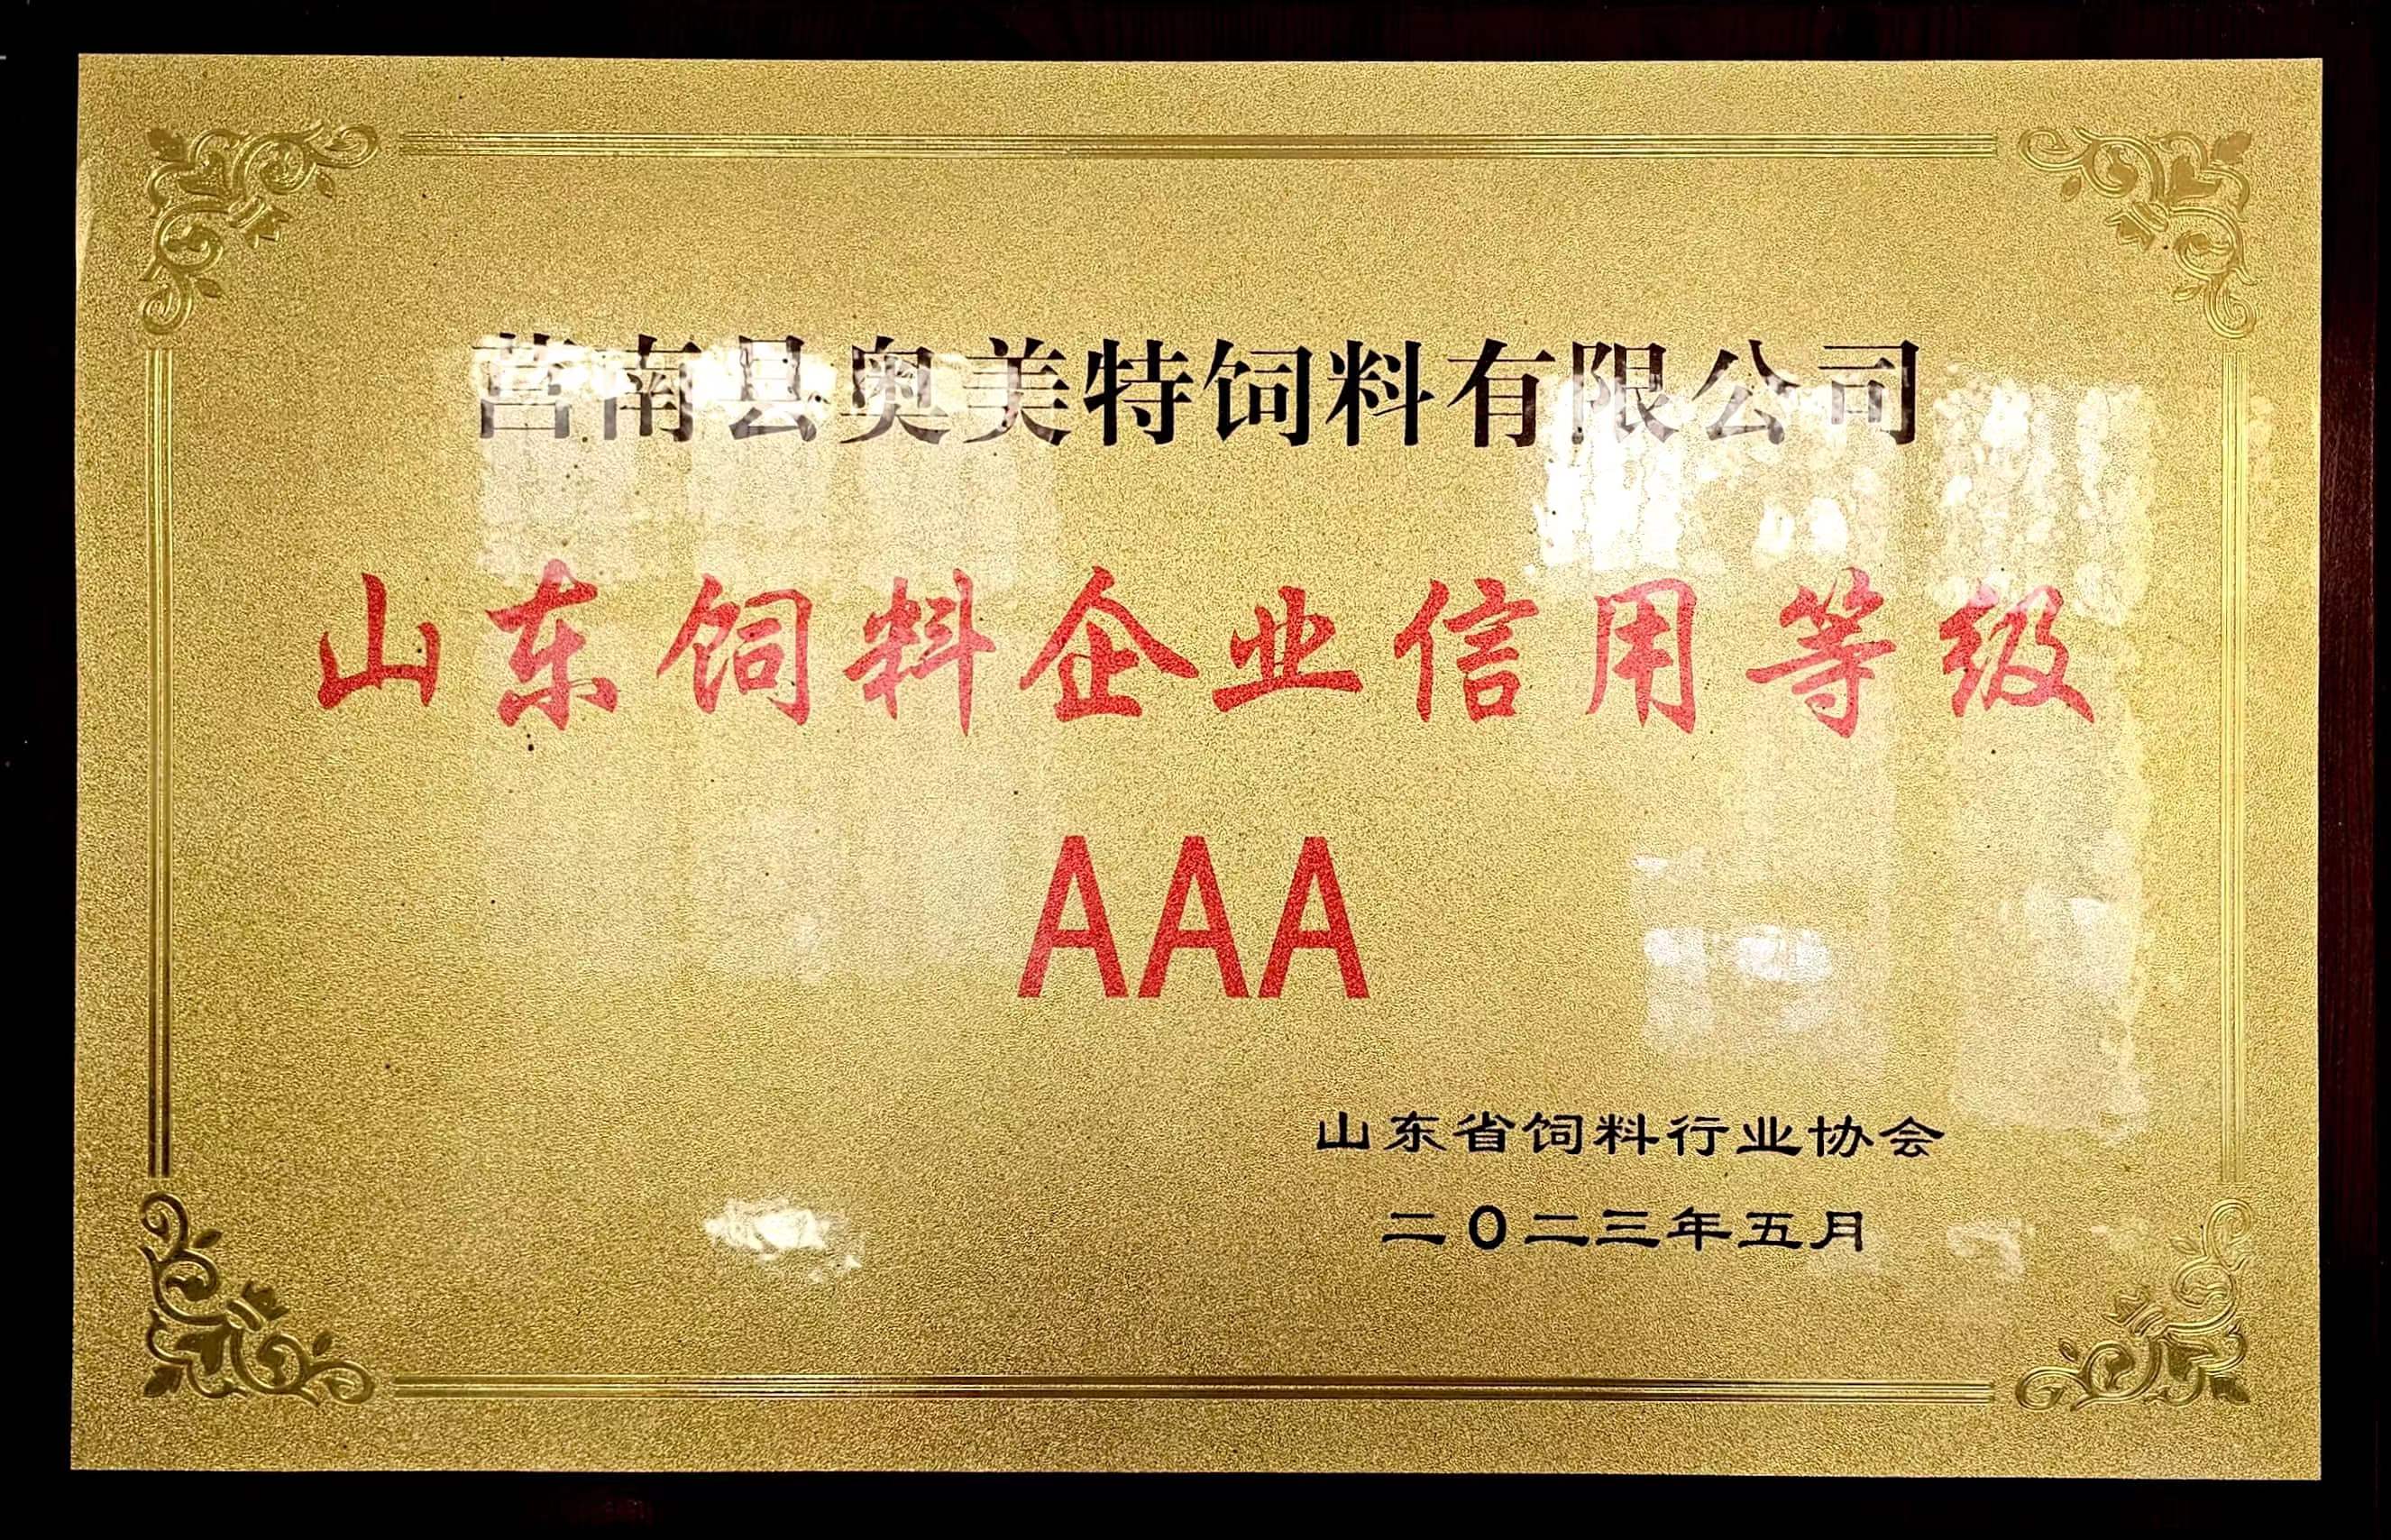 莒南县奥美特饲料有限公司
山东饲料企业信用等级
AAA
山东省饲料行业协会
二0二三年五月